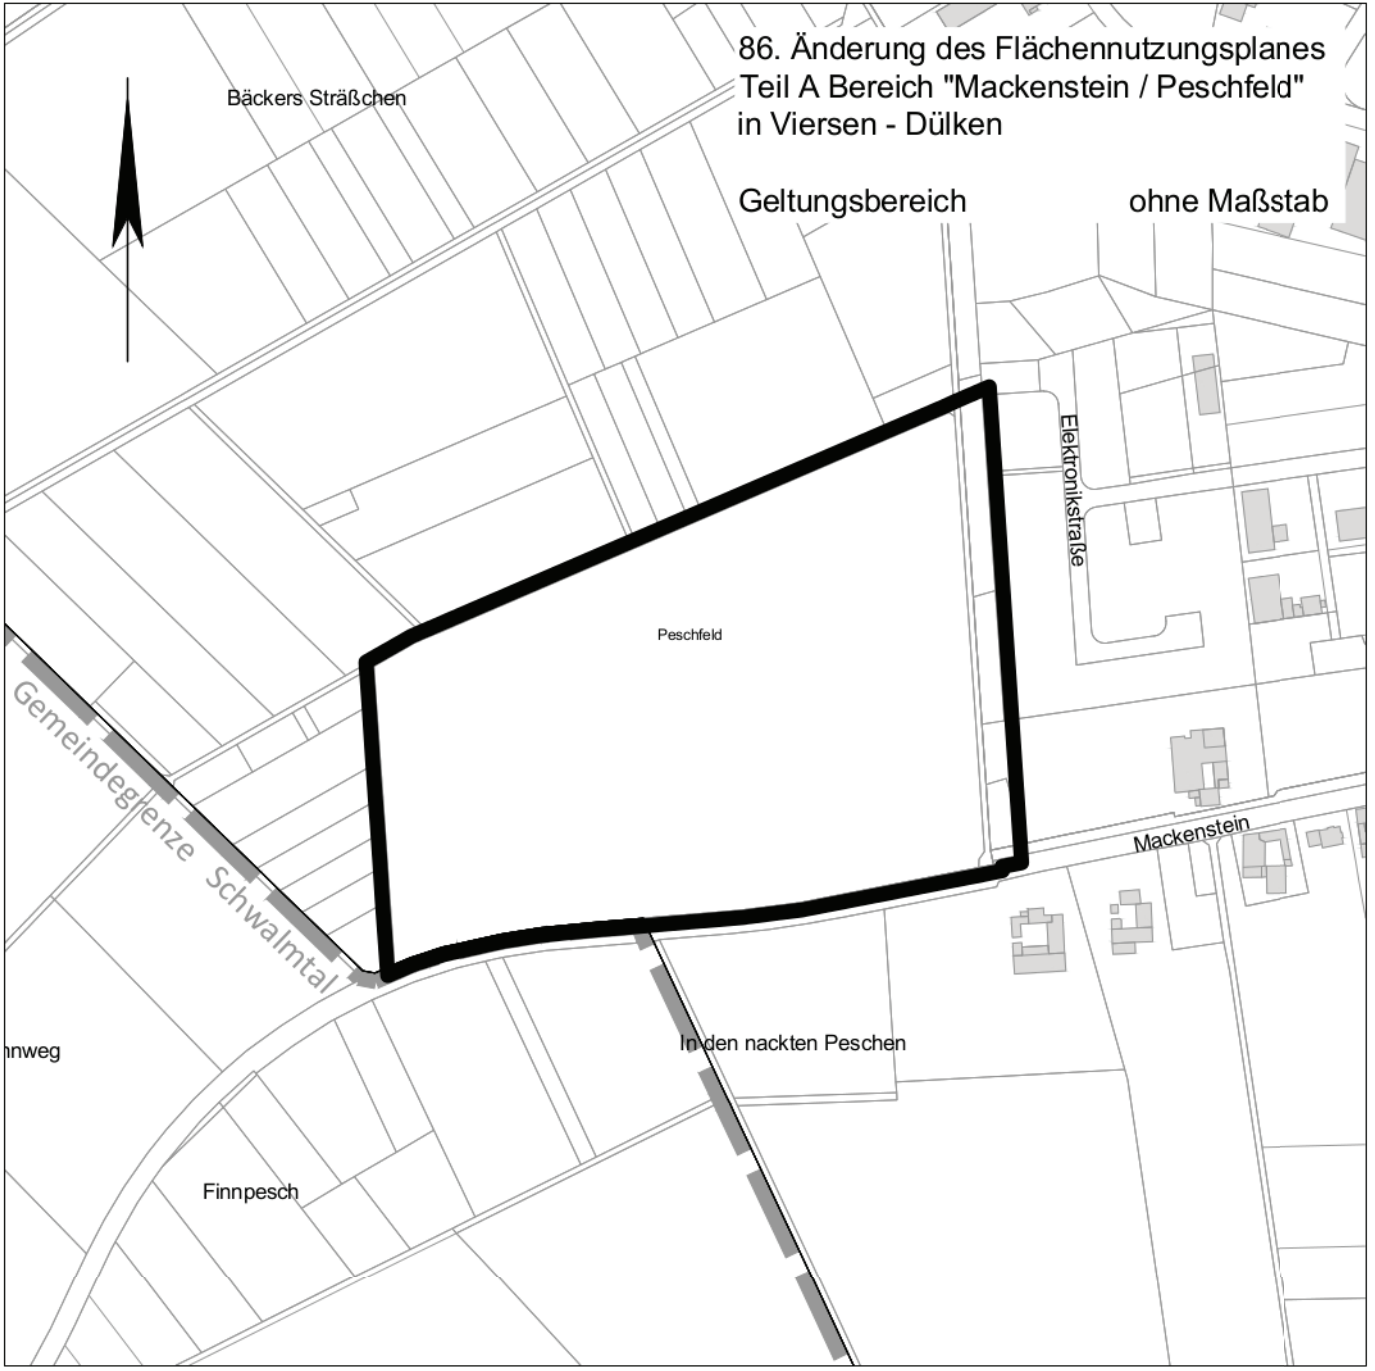 86. Änderung des Flächennutzungsplanes
Teil A Bereich "Mackenstein / Peschfeld"
in Viersen - Dülken
Geltungsbereich ohne Maßstab
Bäckers Sträßchen
Elektronikstraße
Peschfeld
Gemeindegrenze Schwalmtal
Mackenstein
In den nackten Peschen
nnweg
Finnpesch